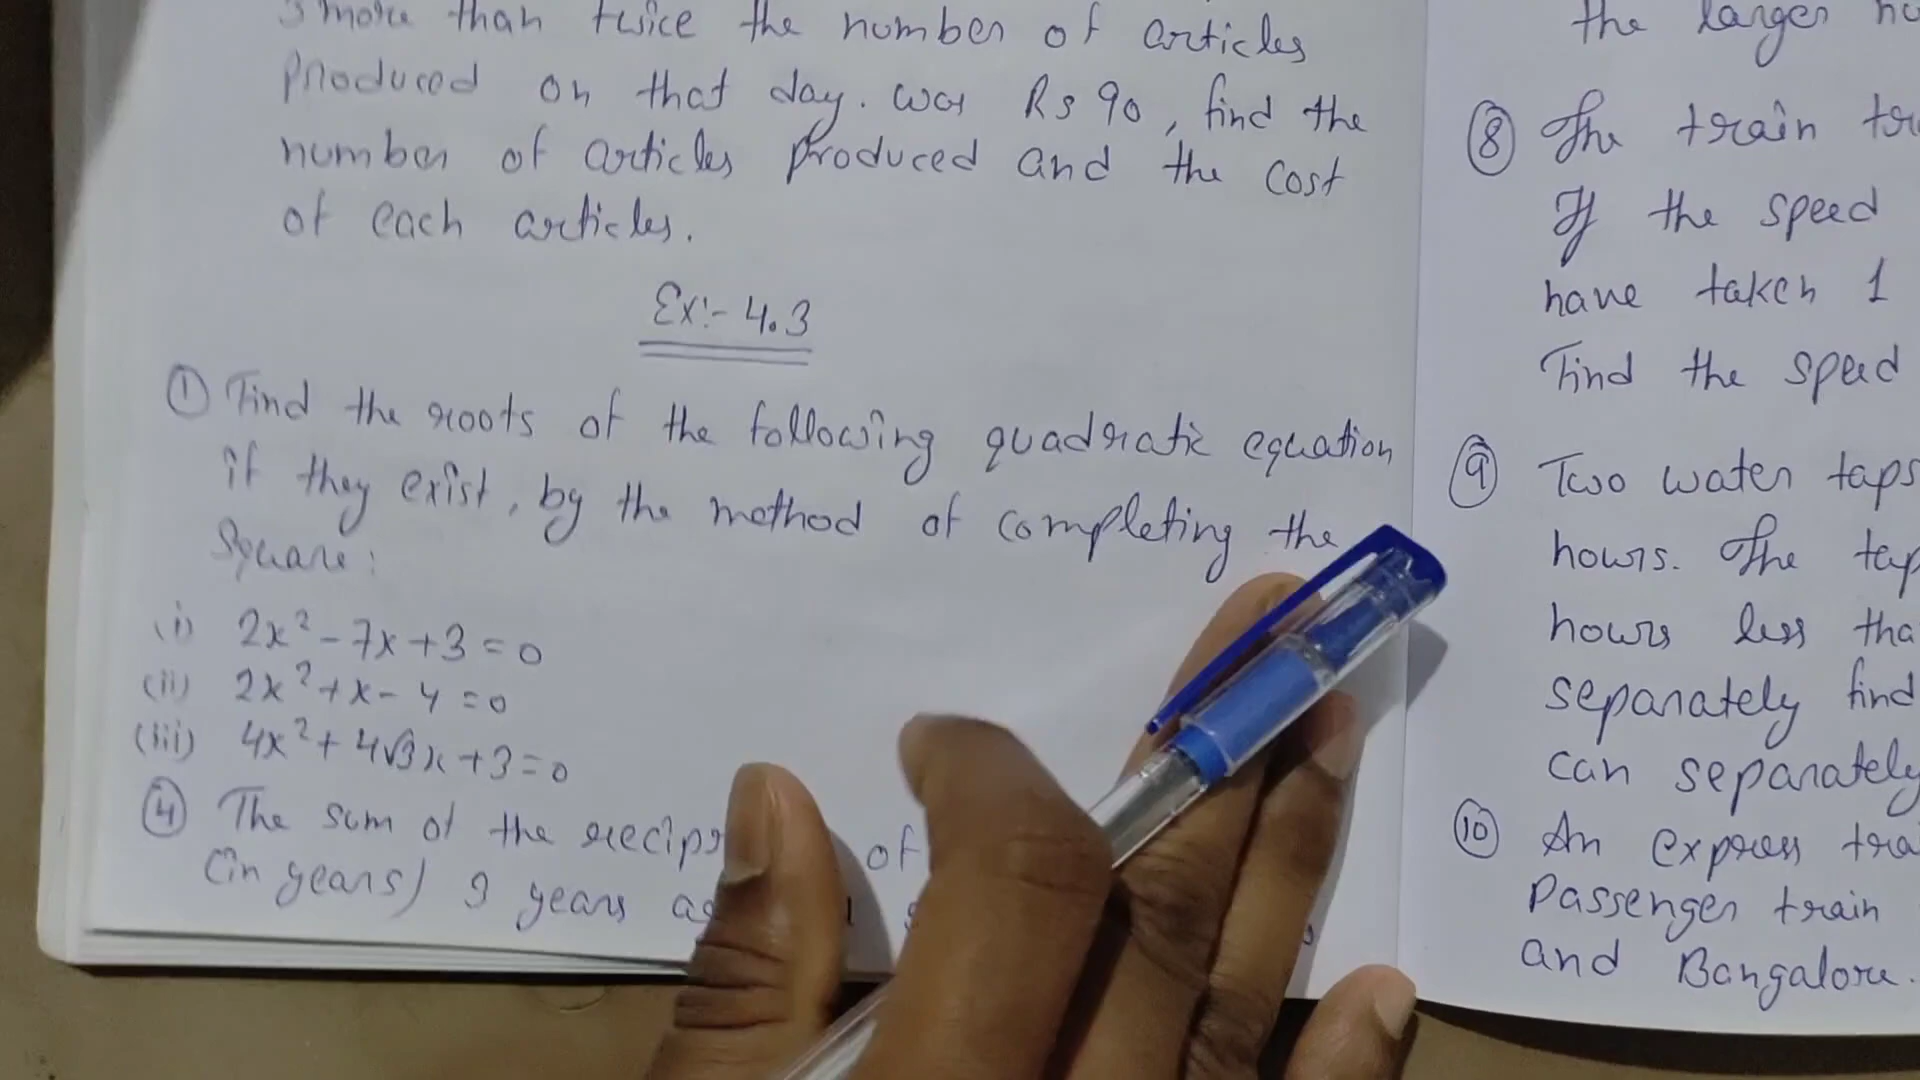 3 more than twice the number of articles
produced on that day. was Rs 90, find the
number of articles produced and the cost
of each articles.
Ex:- 4.3
① Find the roots of the following quadratic equation
if they exist, by the method of completing the
square:
(i) 2x² - 7x + 3 = 0
(ii) 2x² + x - 4 = 0
(iii) 4x² + 4√3x + 3 = 0
④ The sum of the of
(in years) 3 years
the larger
⑧ The train
If the speed
have taken 1
Find the speed
⑨ Two water taps
hours. The tap
hours less
separately find
can separately
⑩ An express
passenger train
and Bangalore.